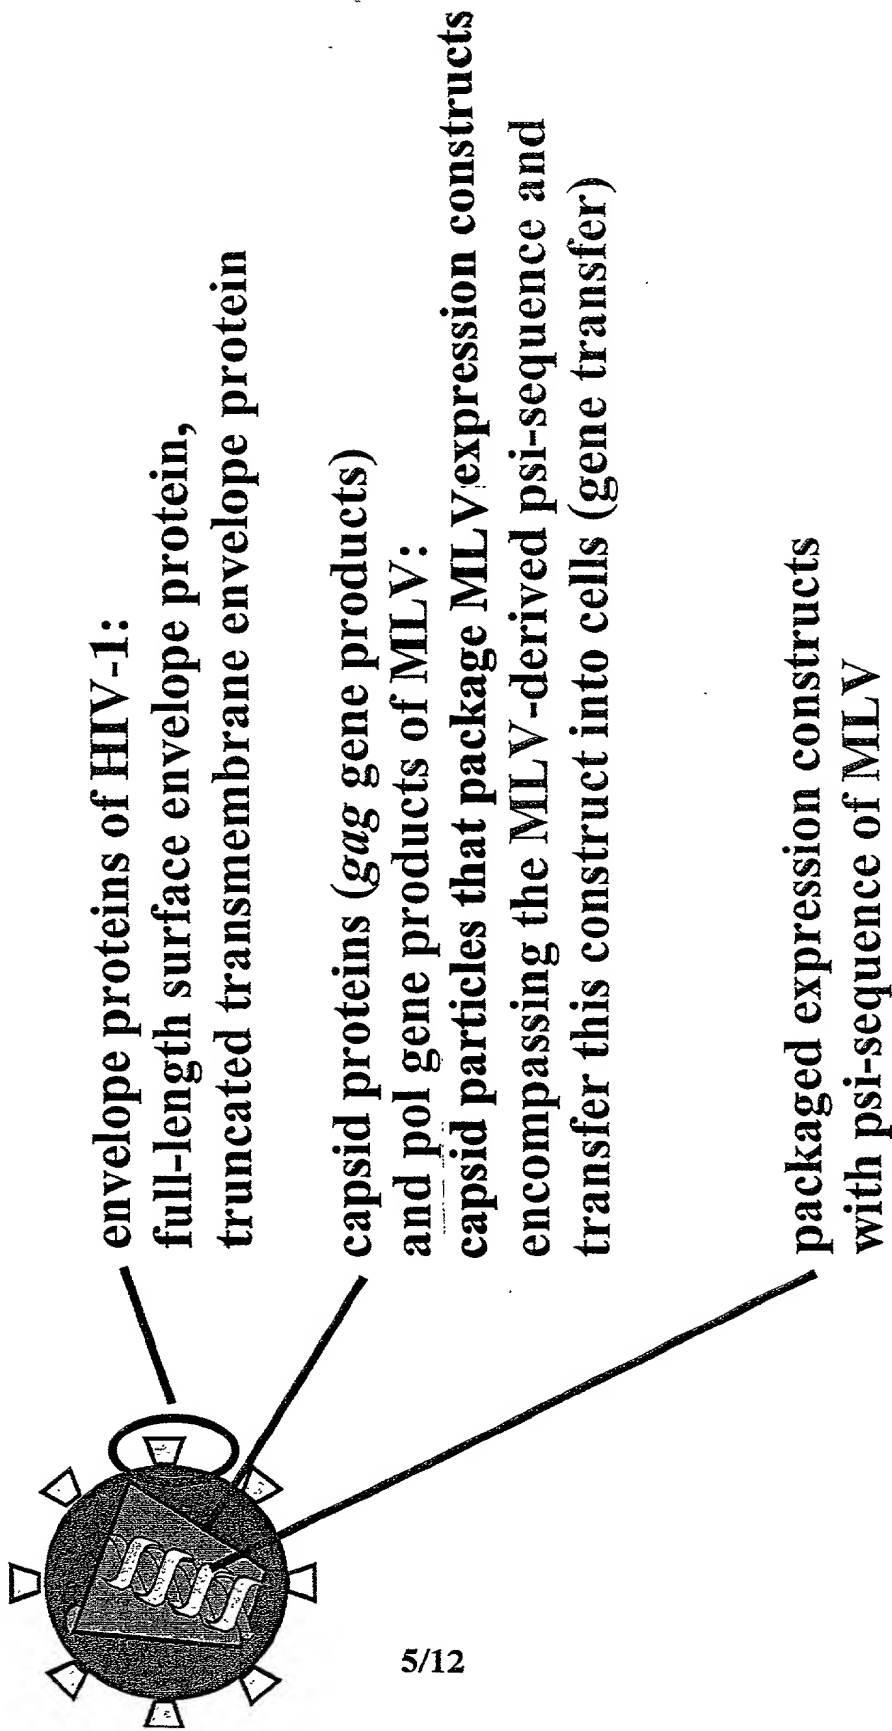 envelope proteins of HIV-1:
full-length surface envelope protein,
truncated transmembrane envelope protein
capsid proteins (gag gene products)
and pol gene products of MLV:
capsid particles that package MLV expression constructs
encompassing the MLV-derived psi-sequence and
transfer this construct into cells (gene transfer)
packaged expression constructs
with psi-sequence of MLV
5/12